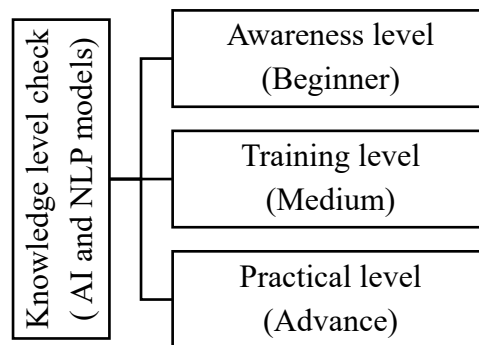 Knowledge level check
( AI and NLP models)
Awareness level
(Beginner)
Training level
(Medium)
Practical level
(Advance)